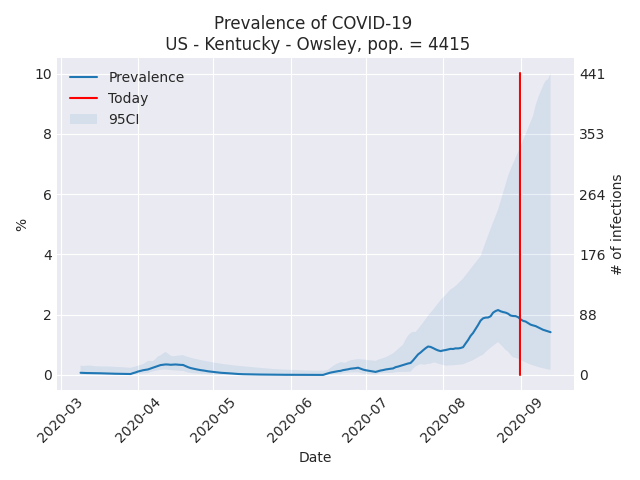 Prevalence of COVID-19
US - Kentucky - Owsley, pop. = 4415
Prevalence
Today
95CI
10
8
6
4
2
0
%
441
353
264
176
88
0
# of infections
2020-03
2020-04
2020-05
2020-06
2020-07
2020-08
2020-09
Date